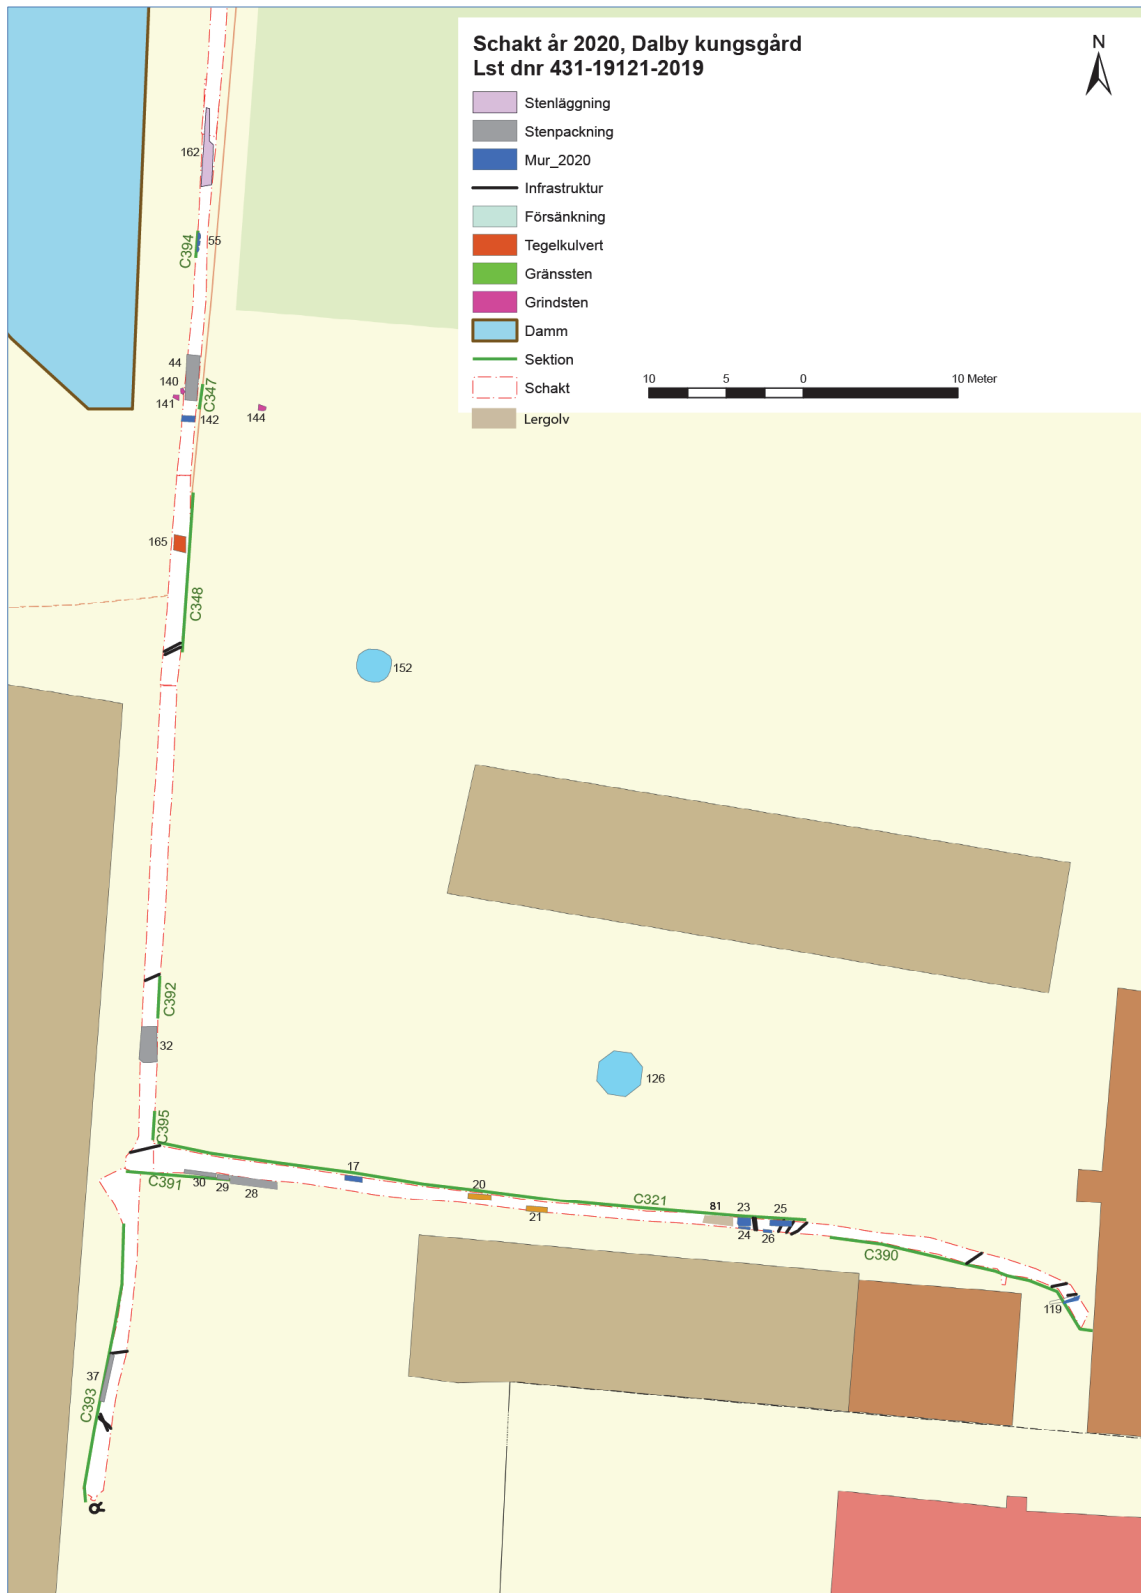 Schakt år 2020, Dalby kungsgård
Lst dnr 431-19121-2019
N
Stenläggning
Stenpackning
Mur_2020
Infrastruktur
Försänkning
Tegelkulvert
Gränssten
Grindsten
Damm
Sektion
Schakt
Lergolv
10 5 0 10 Meter
162
C394
55
44
140
141
C347
142
144
165
C348
152
C392
32
126
C395
C391
30
29
28
17
20
21
C321
81
23
24
25
26
C390
119
37
C393